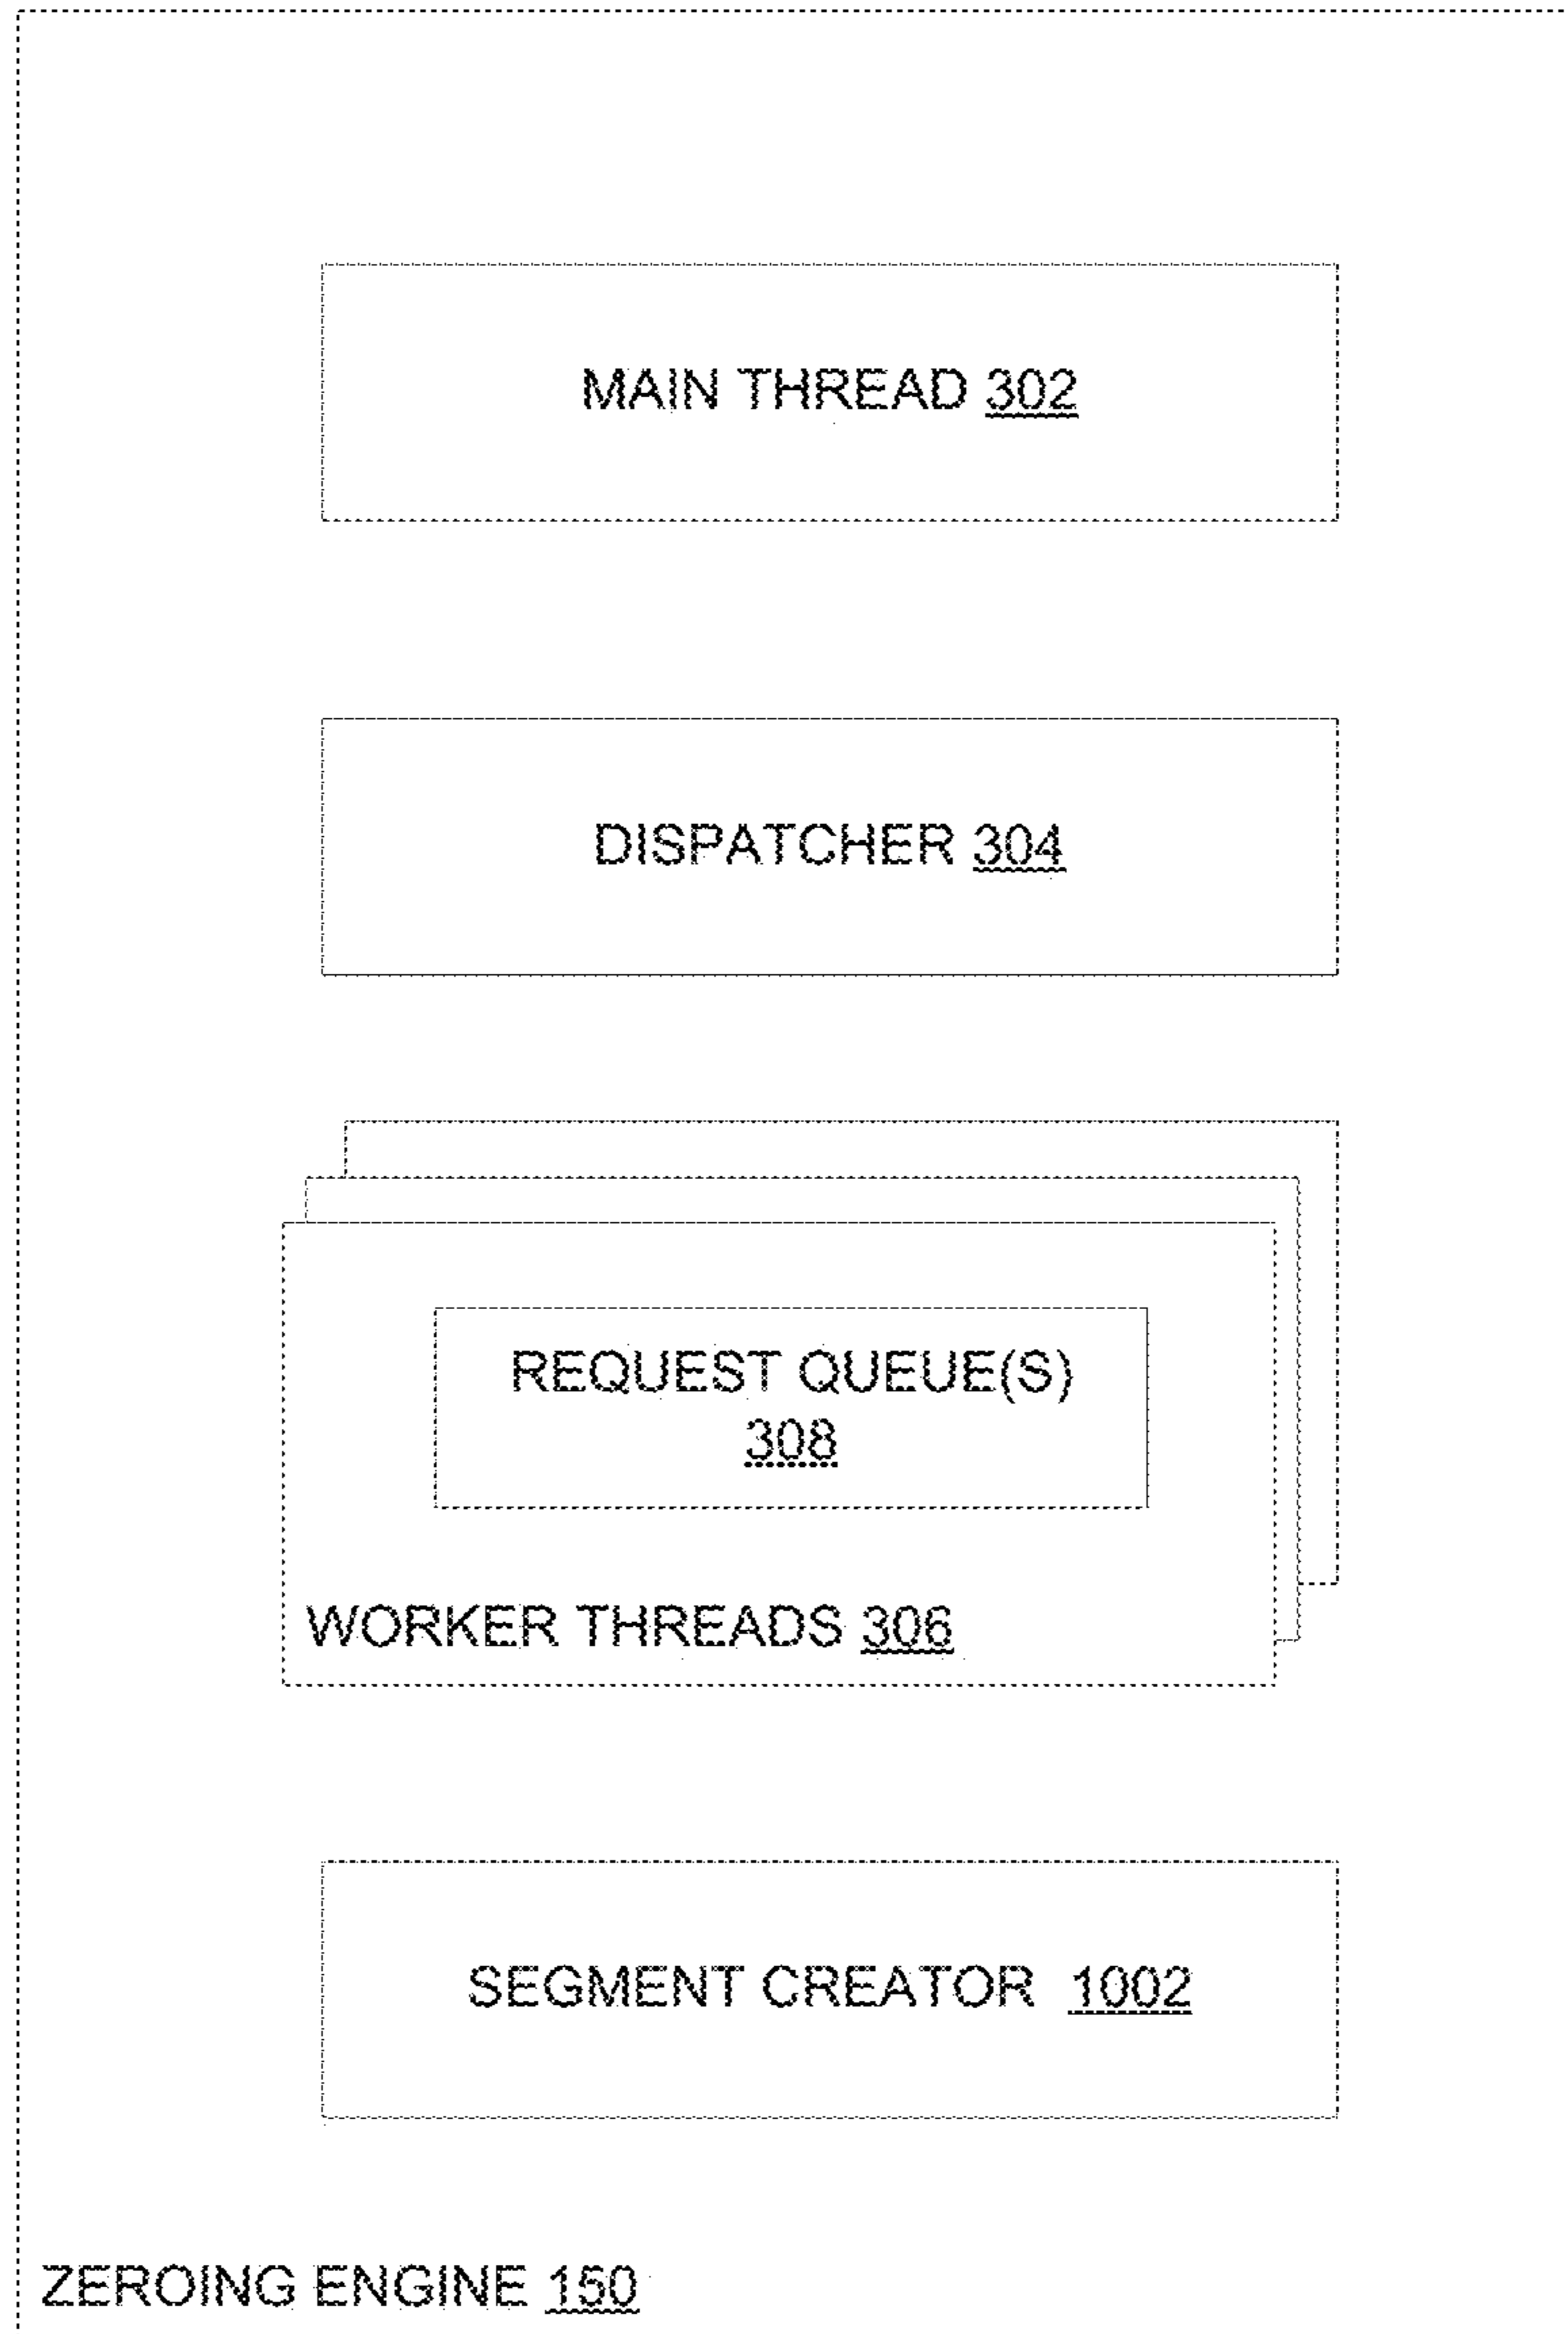 MAIN THREAD 302
DISPATCHER 304
REQUEST QUEUE(S)
308
WORKER THREADS 306
SEGMENT CREATOR 1002
ZEROING ENGINE 150